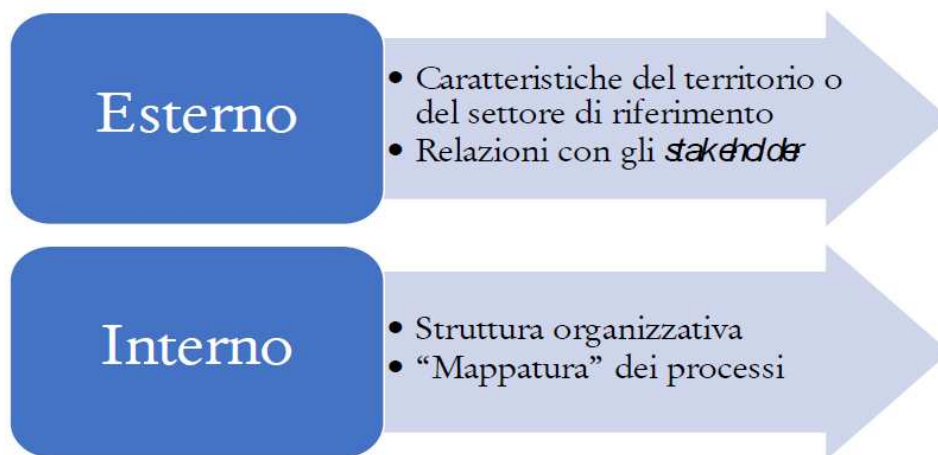 Esterno
• Caratteristiche del territorio o
del settore di riferimento
• Relazioni con gli stakeholder
Interno
• Struttura organizzativa
• “Mappatura” dei processi